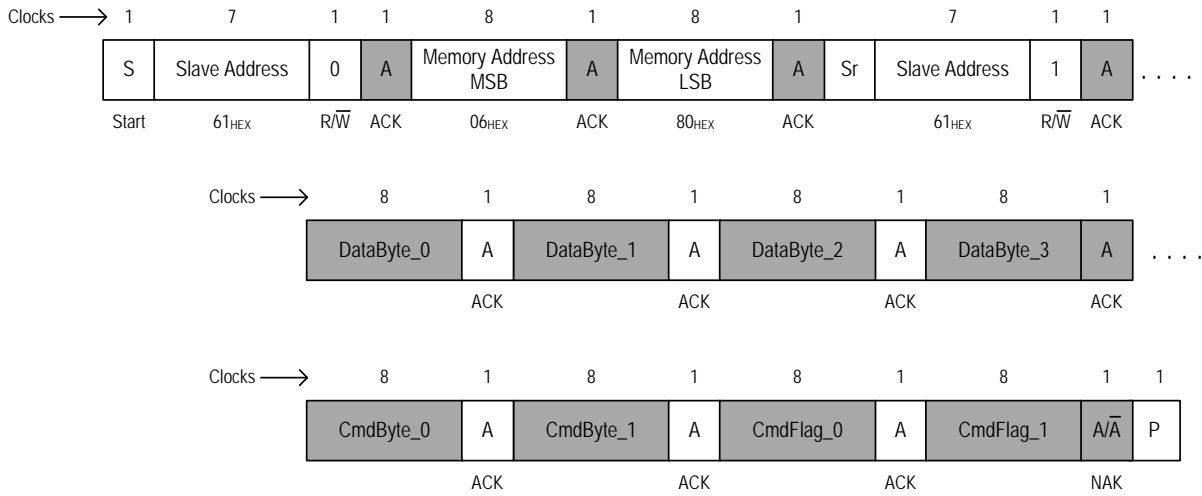 Clocks → 1 7 1 1 8 1 8 1 7 1 1
S Slave Address 0 A Memory Address MSB A Memory Address LSB A Sr Slave Address 1 A . . . .
Start 61HEX R/W̅ ACK 06HEX ACK 80HEX ACK 61HEX R/W̅ ACK
Clocks → 8 1 8 1 8 1 8 1
DataByte_0 A DataByte_1 A DataByte_2 A DataByte_3 A . . . .
ACK ACK ACK ACK
Clocks → 8 1 8 1 8 1 8 1 1
CmdByte_0 A CmdByte_1 A CmdFlag_0 A CmdFlag_1 A/A̅ P
ACK ACK ACK NAK